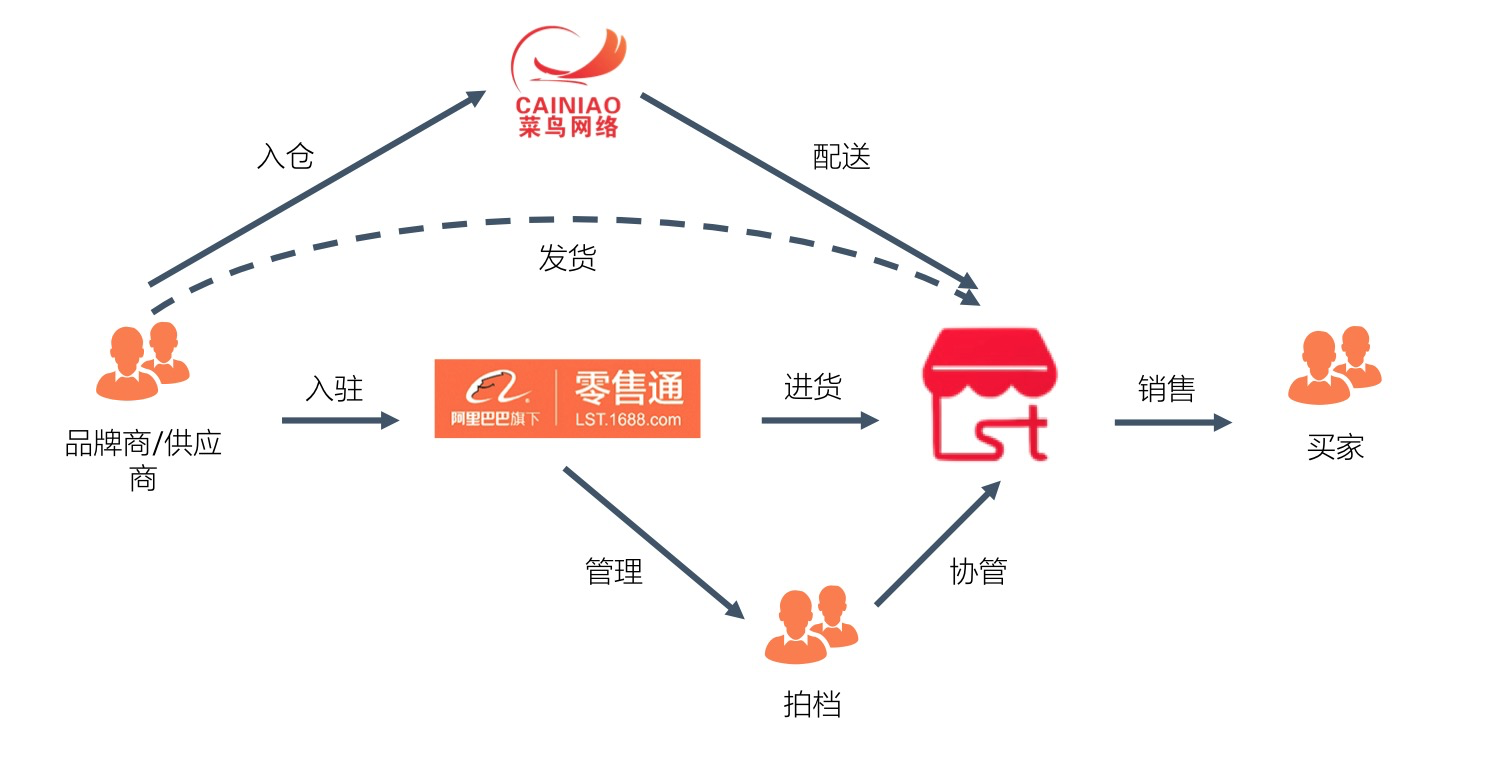 CAINIAO
菜鸟网络
入仓
配送
发货
品牌商/供应
商
入驻
阿里巴巴旗下
零售通
LST.1688.com
进货
Lst
销售
买家
管理
协管
拍档